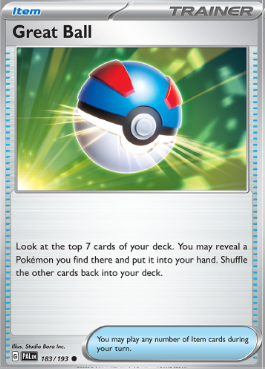 Item
TRAINER
Great Ball
Look at the top 7 cards of your deck. You may reveal a
Pokémon you find there and put it into your hand. Shuffle
the other cards back into your deck.
Illus. Studio Bora Inc.
You may play any number of Item cards during
your turn.
PAL EN 183/193